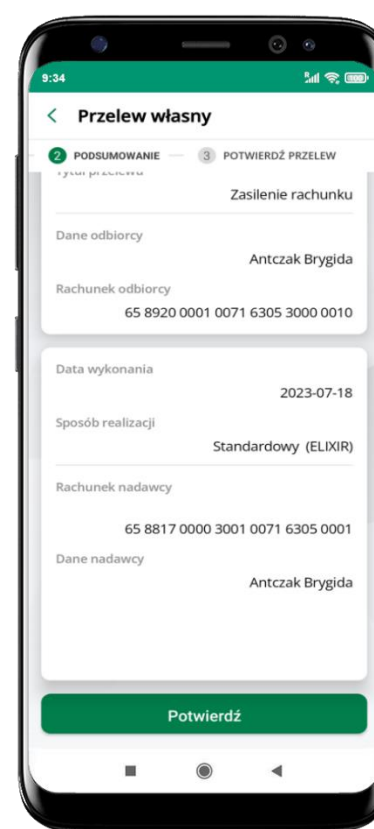 9:34
Przelew własny
2 PODSUMOWANIE 3 POTWIERDŹ PRZELEW
Tytuł przelewu
Zasilenie rachunku
Dane odbiorcy
Antczak Brygida
Rachunek odbiorcy
65 8920 0001 0071 6305 3000 0010
Data wykonania
2023-07-18
Sposób realizacji
Standardowy (ELIXIR)
Rachunek nadawcy
65 8817 0000 3001 0071 6305 0001
Dane nadawcy
Antczak Brygida
Potwierdź